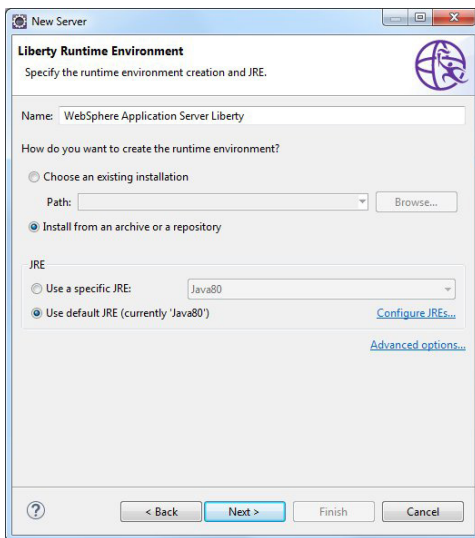 New Server
Liberty Runtime Environment
Specify the runtime environment creation and JRE.
Name: WebSphere Application Server Liberty
How do you want to create the runtime environment?
Choose an existing installation
Path: Browse...
Install from an archive or a repository
JRE
Use a specific JRE: Java80
Use default JRE (currently 'Java80') Configure JREs...
Advanced options...
? < Back Next > Finish Cancel